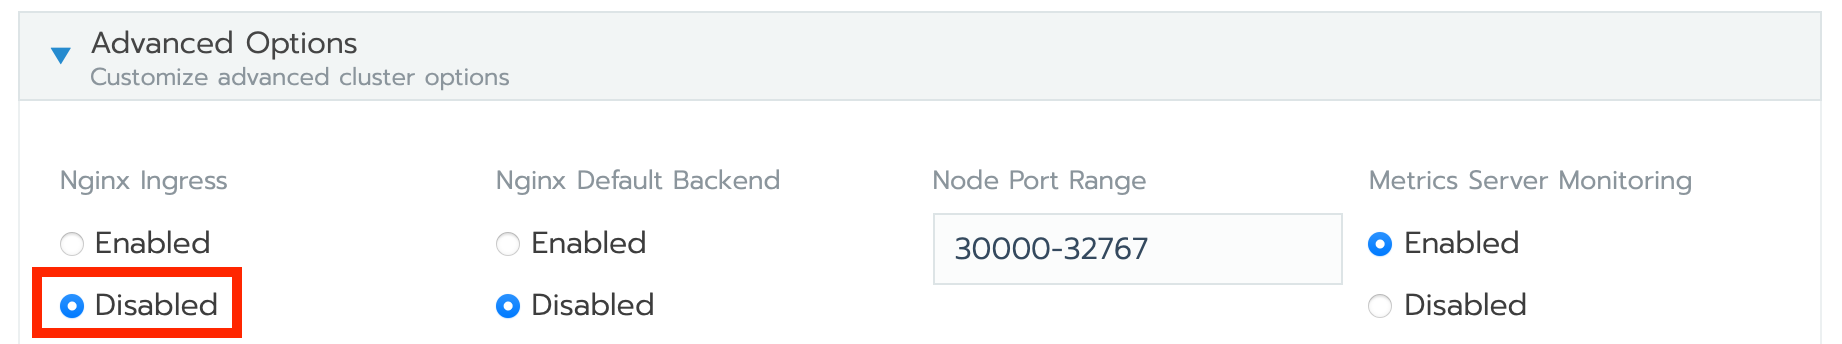 Advanced Options
Customize advanced cluster options
Nginx Ingress
Enabled
Disabled
Nginx Default Backend
Enabled
Disabled
Node Port Range
30000-32767
Metrics Server Monitoring
Enabled
Disabled